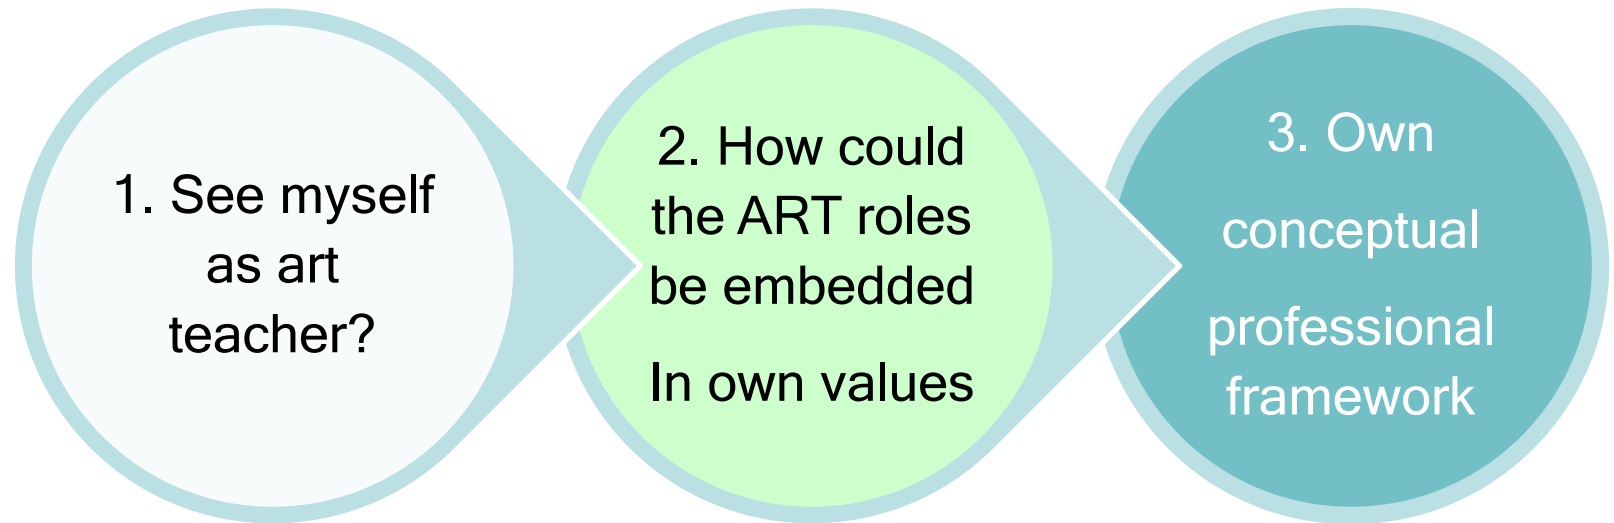 1. See myself
as art
teacher?
2. How could
the ART roles
be embedded
In own values
3. Own
conceptual
professional
framework